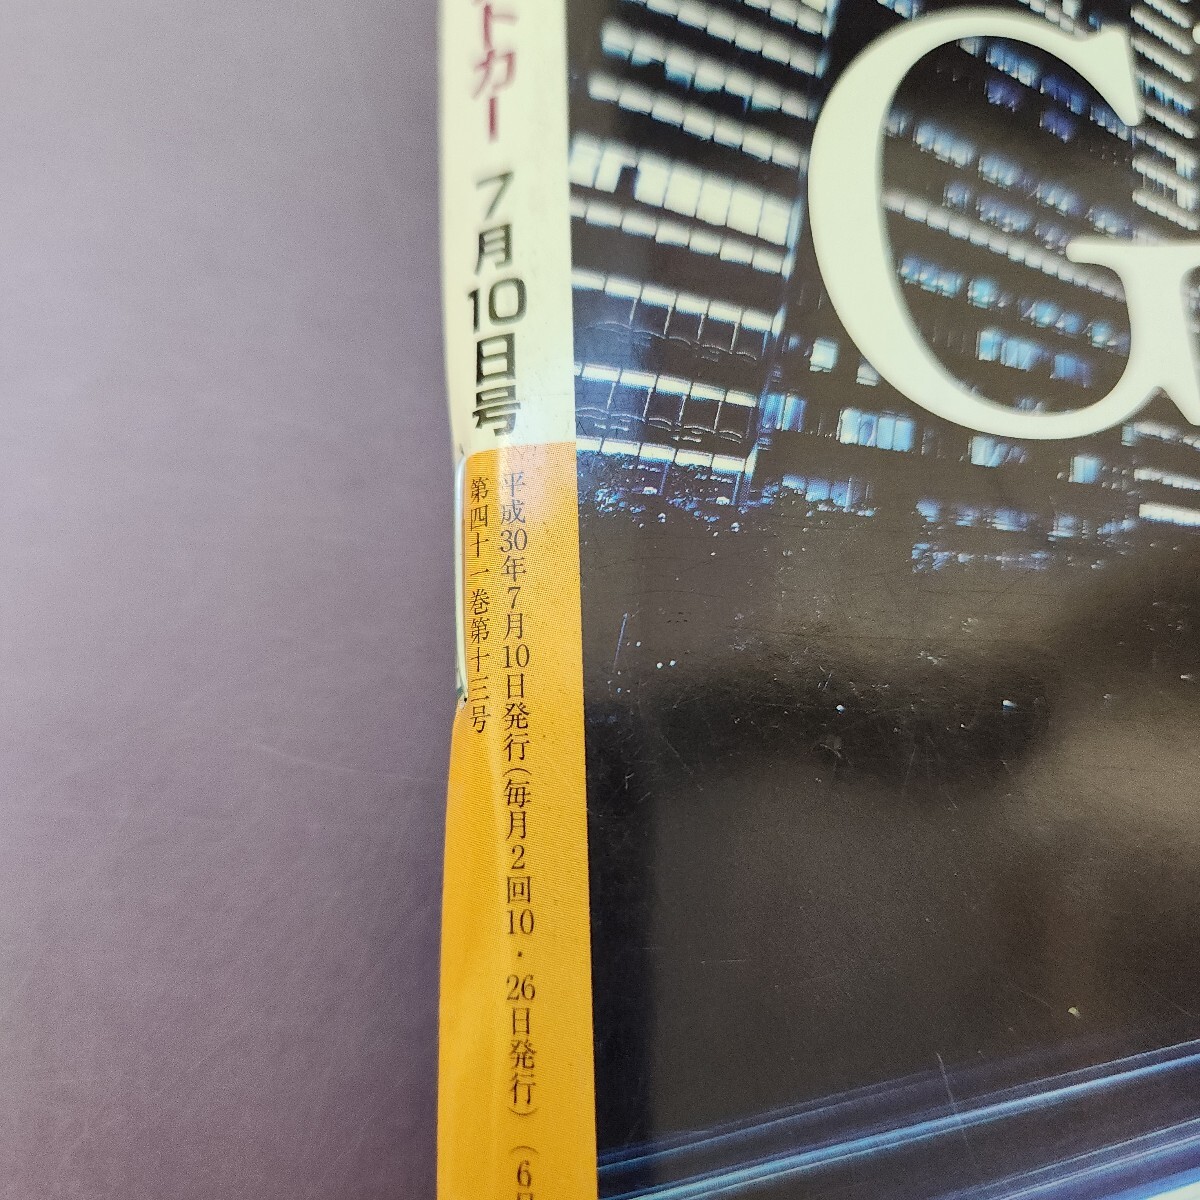 トカー 7月10日号
平成30年7月10日発行(毎月2回10・26日発行)(6月
第四十一巻第十三号
G